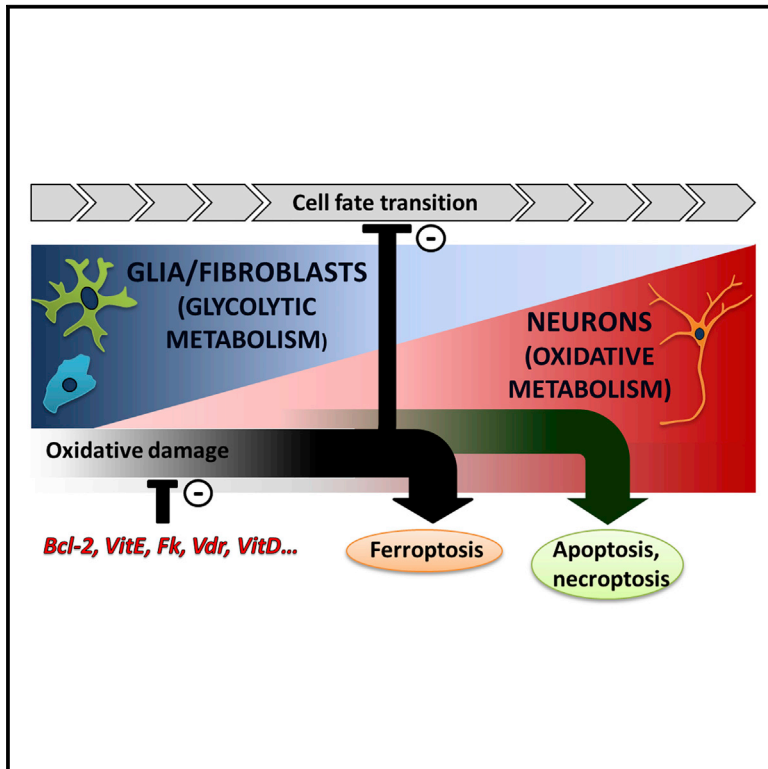 Cell fate transition
-
GLIA/FIBROBLASTS
(GLYCOLYTIC
METABOLISM)
NEURONS
(OXIDATIVE
METABOLISM)
Oxidative damage
-
Bcl-2, VitE, Fk, Vdr, VitD...
Ferroptosis
Apoptosis,
necroptosis